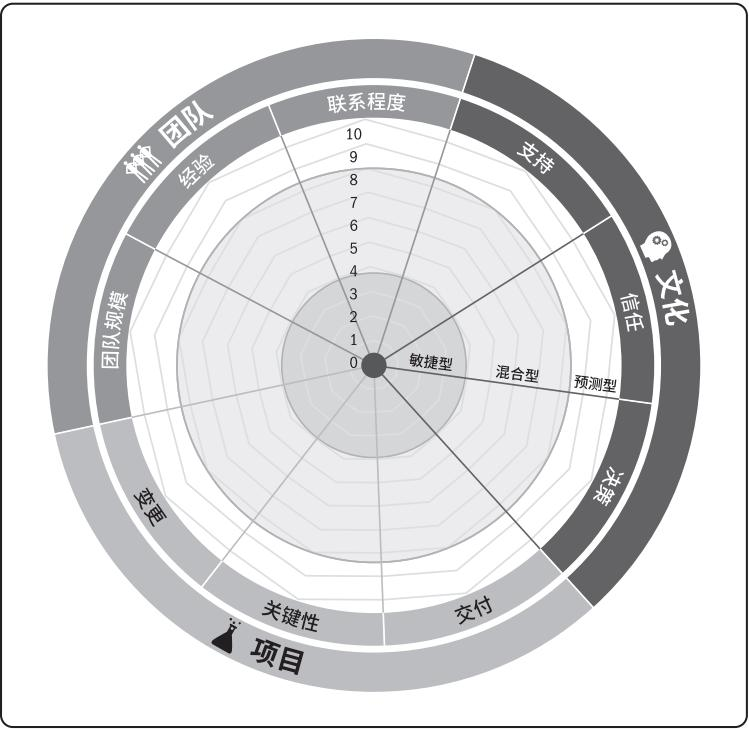 团队
联系程度
经验
团队规模
文化
支持
信任
决策
10
9
8
7
6
5
4
3
2
1
0
敏捷型
混合型
预测型
变更
关键性
交付
项目